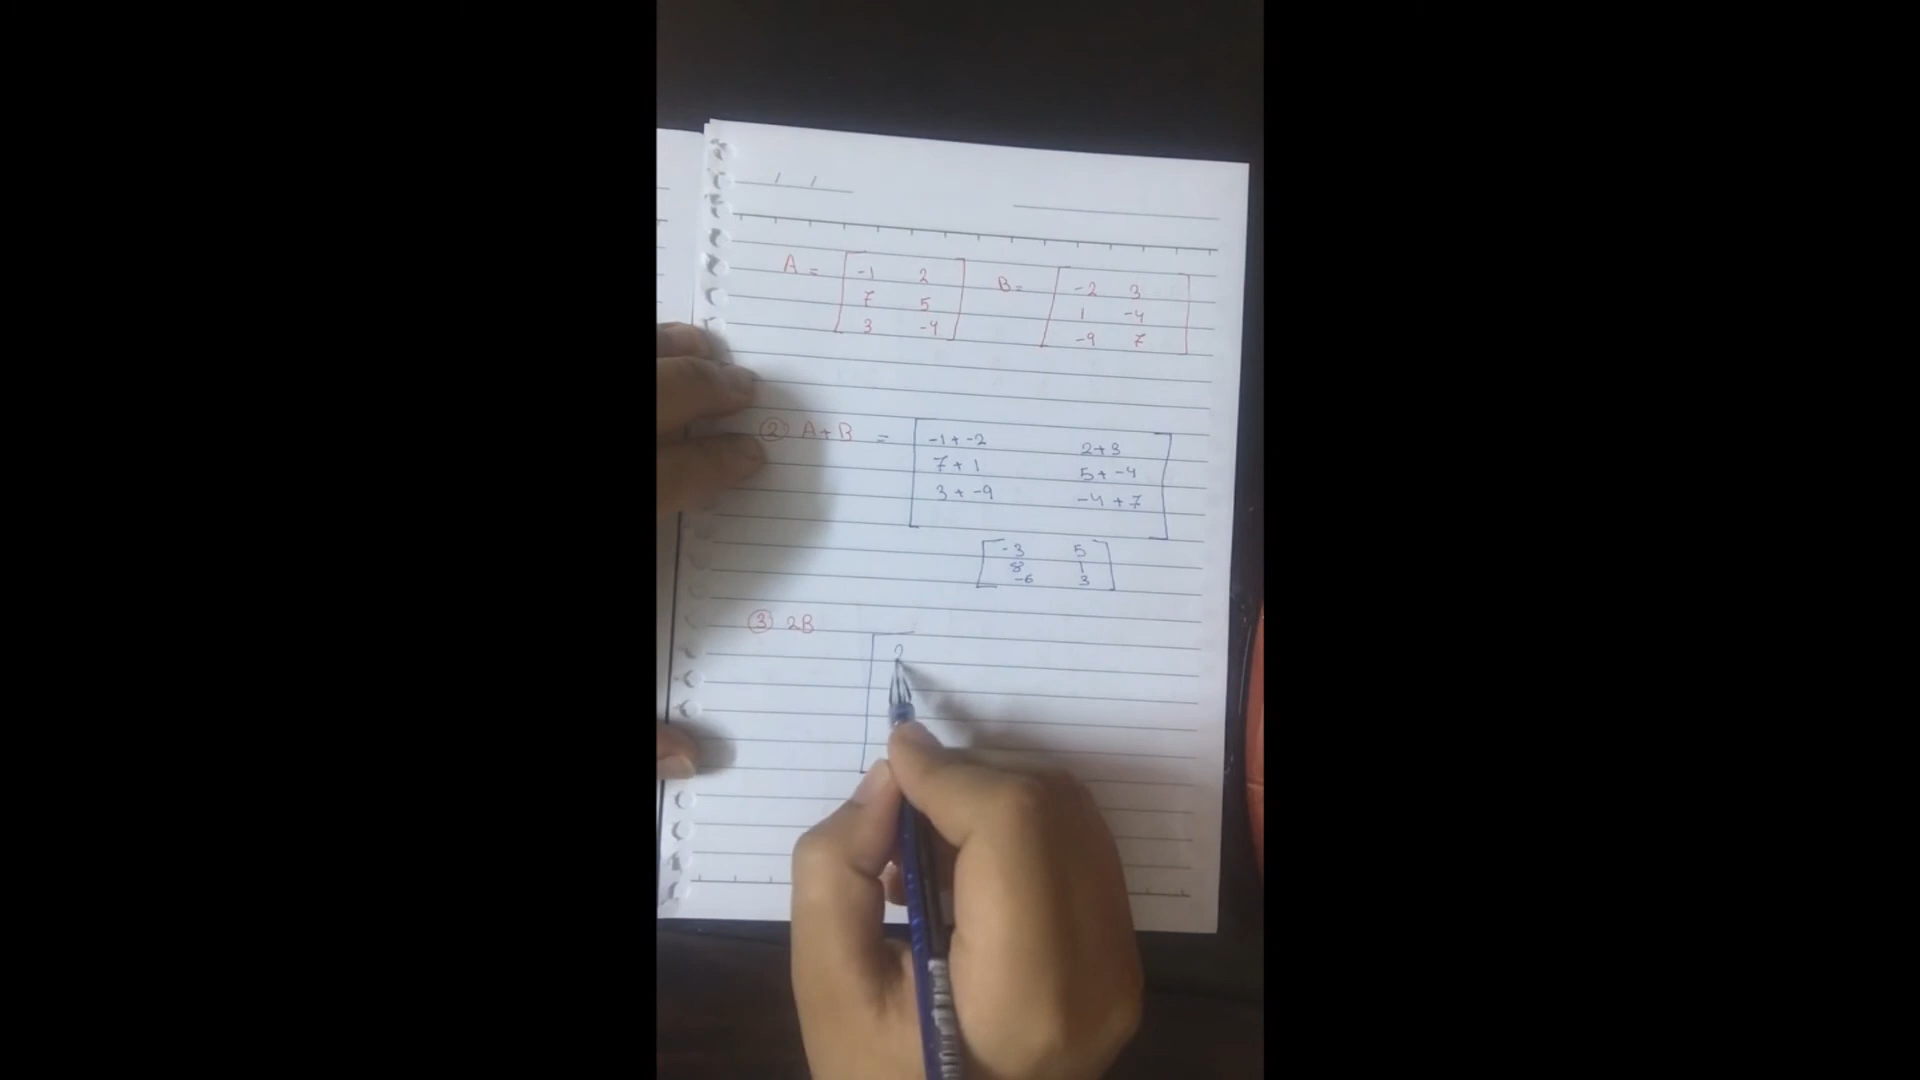 A = [ -1 2 B = [ -2 3
7 5 1 -4
3 -4 ] -9 7 ]
② A+B = [ -1 + -2 2+3
7 + 1 5 + -4
3 + -9 -4 + 7 ]
[ -3 5
8 1
-6 3 ]
③ 2B
[ 2